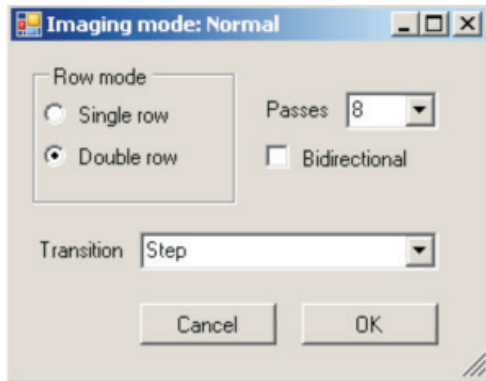 Imaging mode: Normal
Row mode
Single row
Double row
Passes 8
Bidirectional
Transition Step
Cancel OK